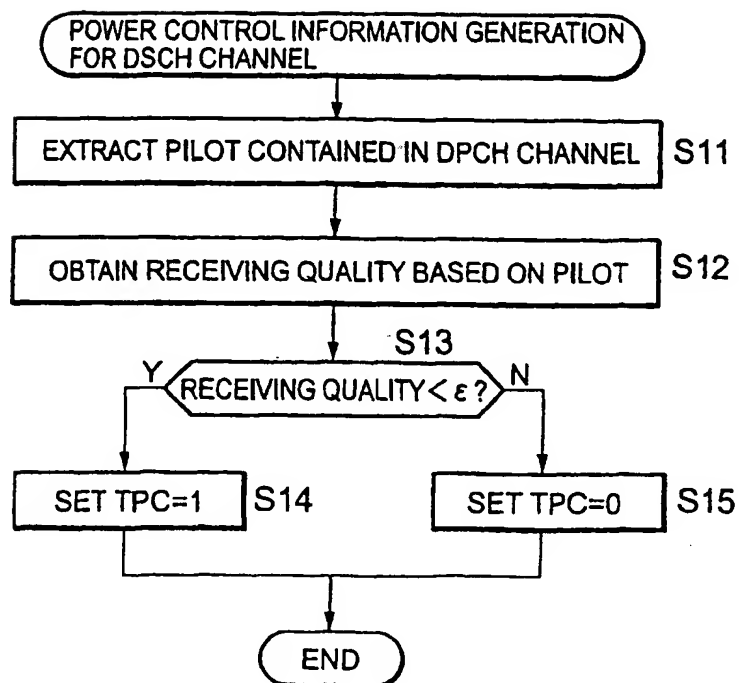 POWER CONTROL INFORMATION GENERATION
FOR DSCH CHANNEL
EXTRACT PILOT CONTAINED IN DPCH CHANNEL
S11
OBTAIN RECEIVING QUALITY BASED ON PILOT
S12
S13
Y
RECEIVING QUALITY < ε ?
N
SET TPC=1
S14
SET TPC=0
S15
END